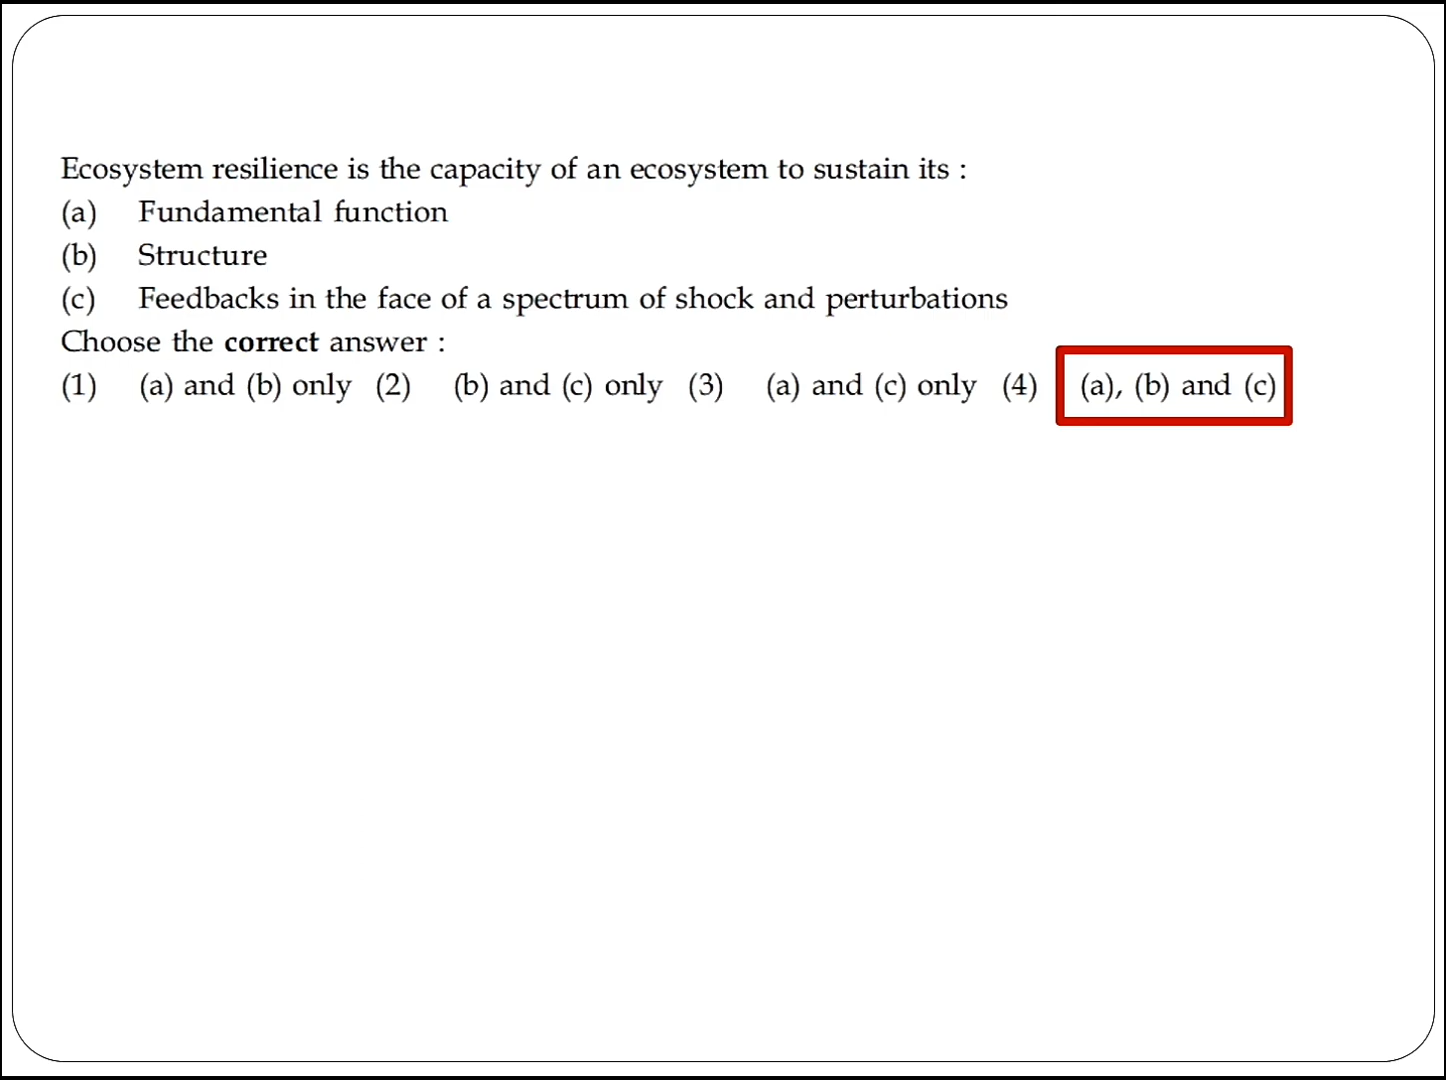 Ecosystem resilience is the capacity of an ecosystem to sustain its :
(a) Fundamental function
(b) Structure
(c) Feedbacks in the face of a spectrum of shock and perturbations
Choose the correct answer :
(1) (a) and (b) only (2) (b) and (c) only (3) (a) and (c) only (4) (a), (b) and (c)